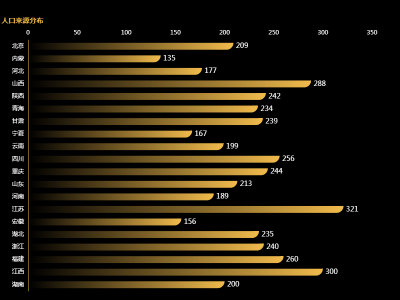 人口来源分布
0 50 100 150 200 250 300 350
北京 209
内蒙 135
河北 177
山西 288
陕西 242
青海 234
甘肃 239
宁夏 167
云南 199
四川 256
重庆 244
山东 213
河南 189
江苏 321
安徽 156
湖北 235
浙江 240
福建 260
江西 300
湖南 200